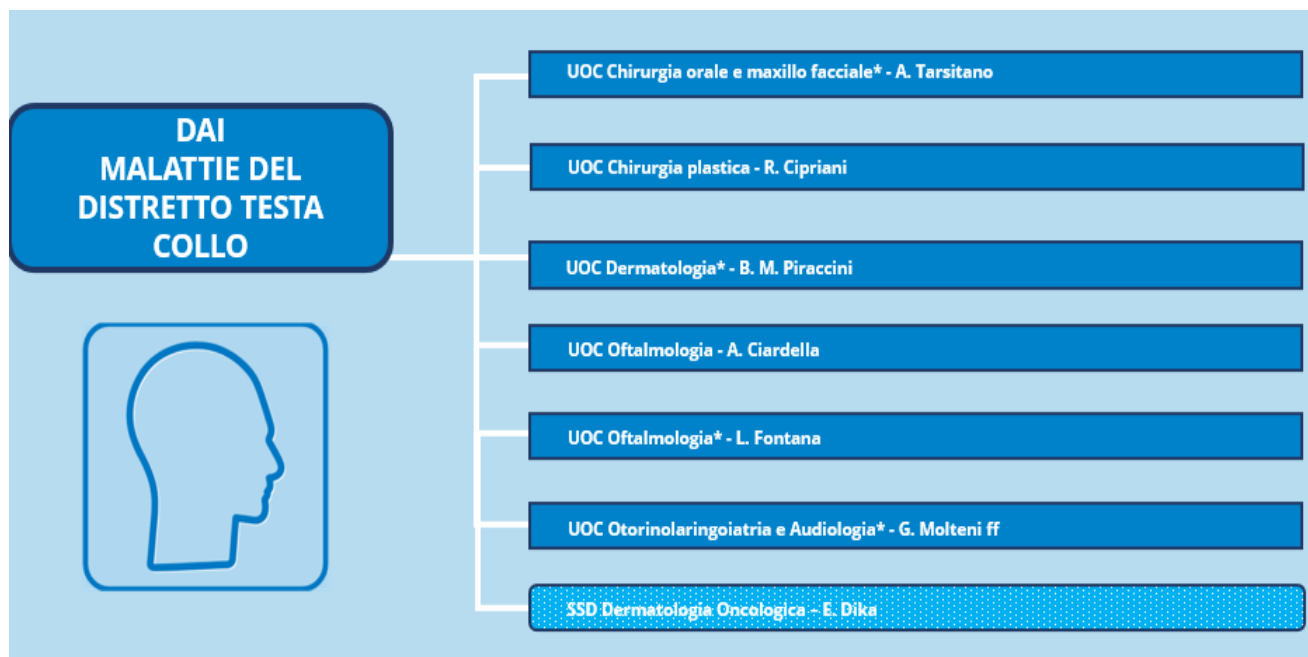 DAI
MALATTIE DEL
DISTRETTO TESTA
COLLO
UOC Chirurgia orale e maxillo facciale* - A. Tarsitano
UOC Chirurgia plastica - R. Cipriani
UOC Dermatologia* - B. M. Piraccini
UOC Oftalmologia - A. Ciardella
UOC Oftalmologia* - L. Fontana
UOC Otorinolaringoiatria e Audiologia* - G. Molteni ff
SSD Dermatologia Oncologica – E. Dika